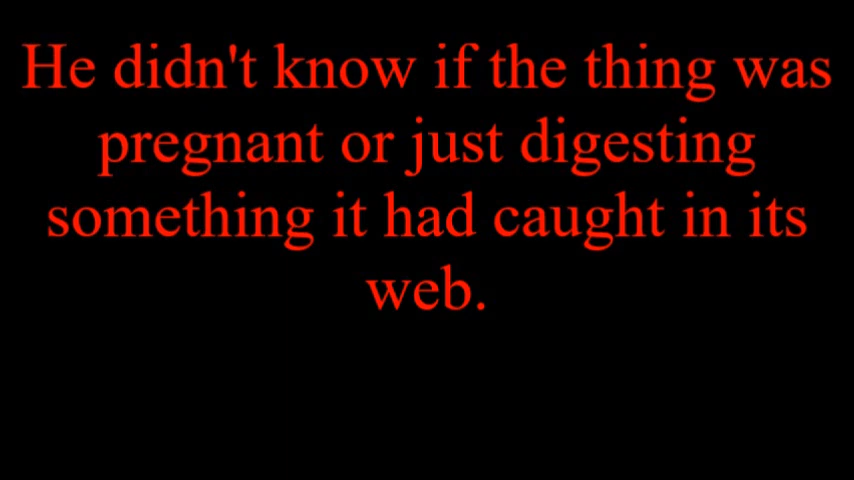 He didn't know if the thing was
pregnant or just digesting
something it had caught in its
web.